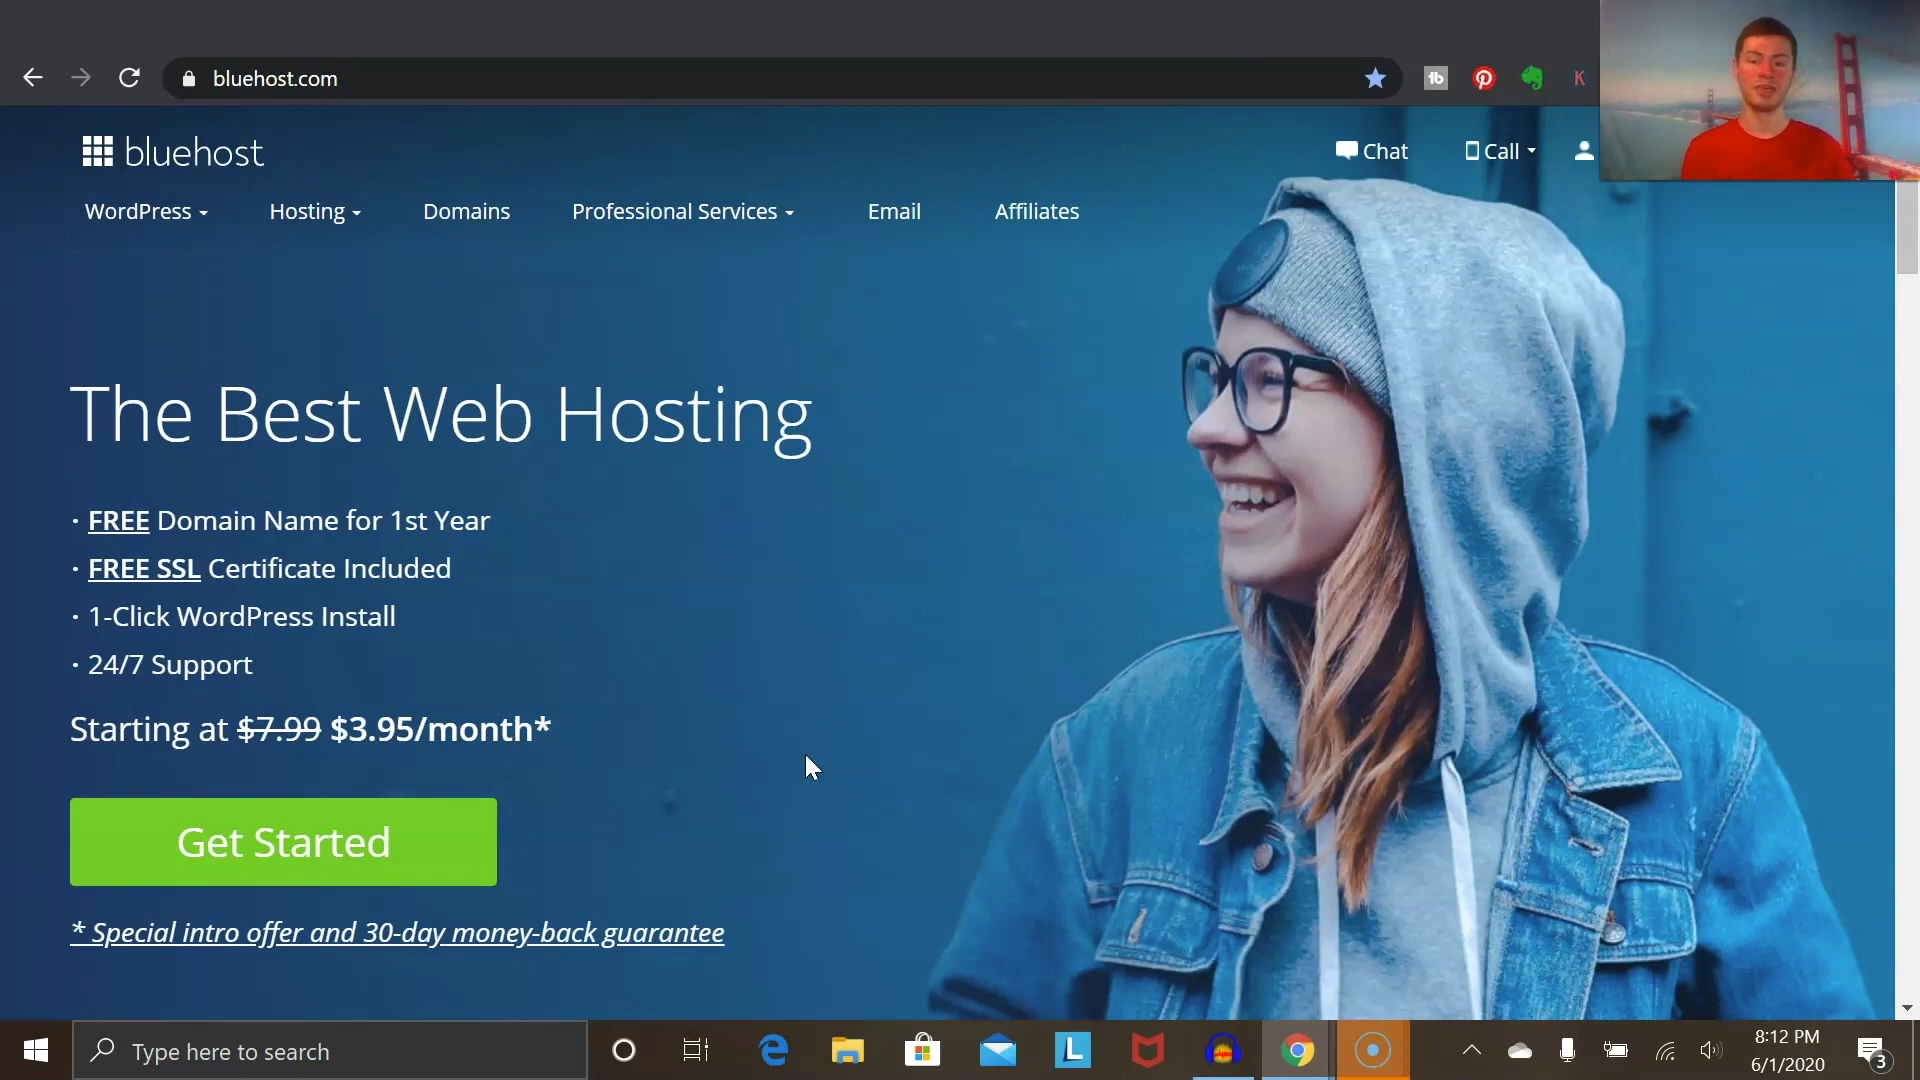 bluehost.com
K
bluehost
Chat
Call
WordPress
Hosting
Domains
Professional Services
Email
Affiliates
The Best Web Hosting
· FREE Domain Name for 1st Year
· FREE SSL Certificate Included
· 1-Click WordPress Install
· 24/7 Support
Starting at $7.99 $3.95/month*
Get Started
* Special intro offer and 30-day money-back guarantee
Type here to search
L
8:12 PM
6/1/2020
3